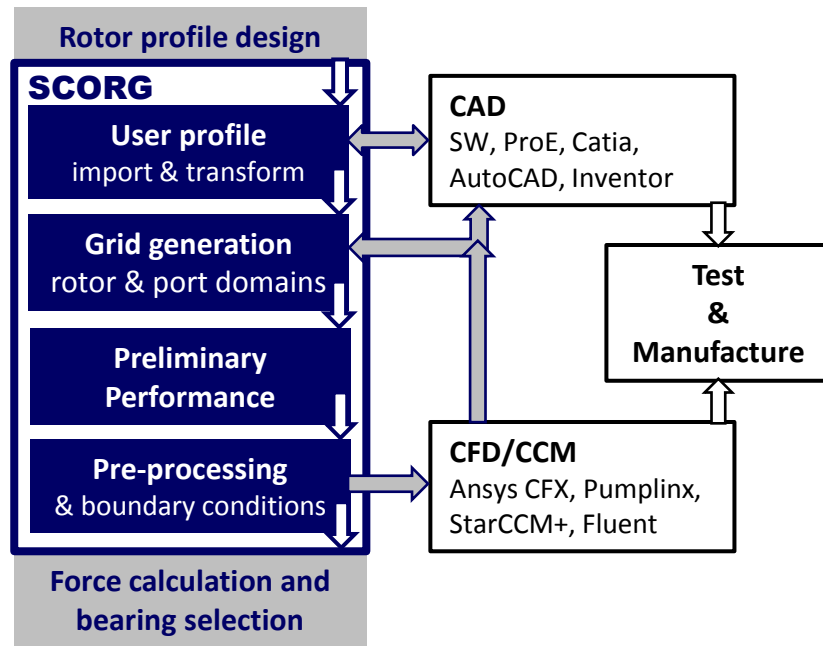 Rotor profile design
SCORG
User profile
import & transform
Grid generation
rotor & port domains
Preliminary
Performance
Pre-processing
& boundary conditions
Force calculation and
bearing selection
CAD
SW, ProE, Catia,
AutoCAD, Inventor
Test
&
Manufacture
CFD/CCM
Ansys CFX, Pumplinx,
StarCCM+, Fluent